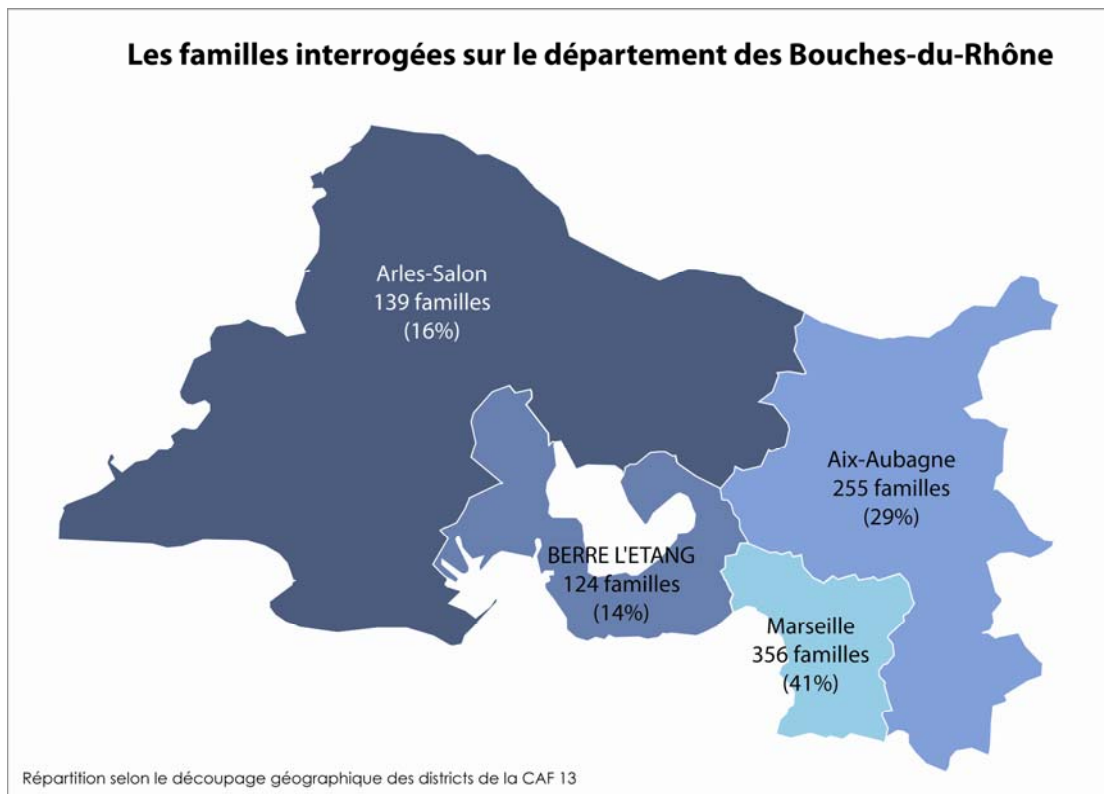 Les familles interrogées sur le département des Bouches-du-Rhône
Arles-Salon
139 familles
(16%)
Aix-Aubagne
255 familles
(29%)
BERRE L'ETANG
124 familles
(14%)
Marseille
356 familles
(41%)
Répartition selon le découpage géographique des districts de la CAF 13